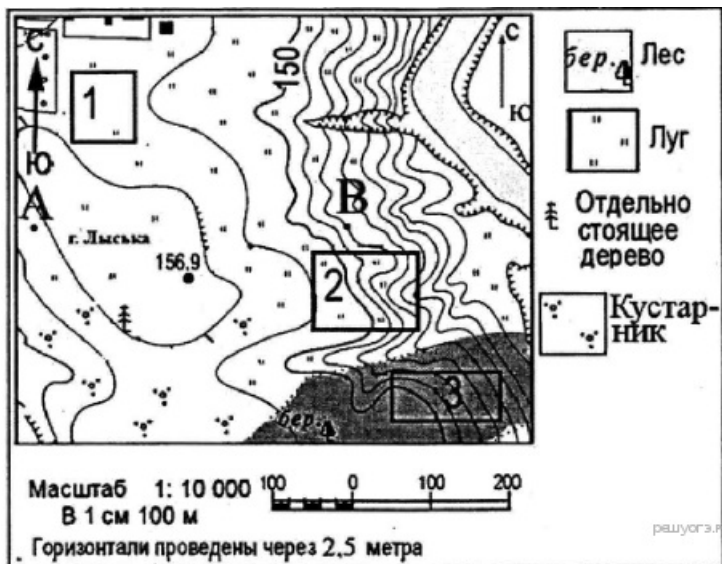 С
1
150
С
Ю
Ю
А
г. Лыська
156,9
В
2
3
бер.
бер.
Лес
Луг
Отдельно
стоящее
дерево
Кустар-
ник
Масштаб 1: 10 000
В 1 см 100 м
100 0 100 200
Горизонтали проведены через 2,5 метра